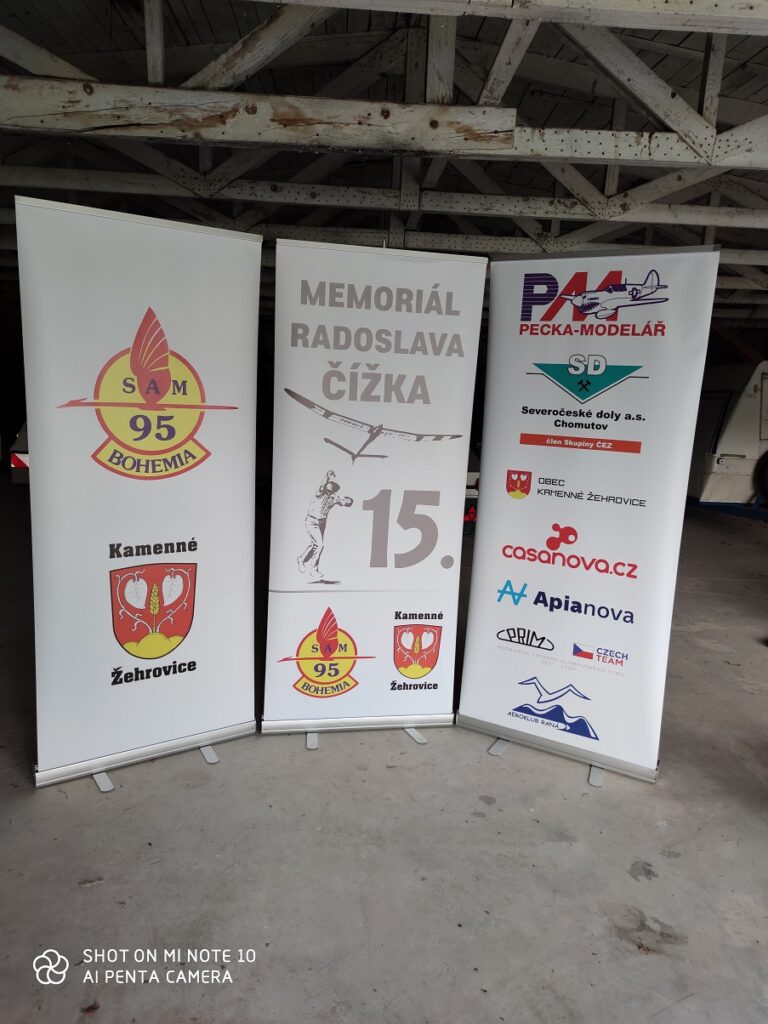 SAM
95
BOHEMIA
Kamenné
Žehrovice
MEMORIÁL
RADOSLAVA
ČÍŽKA
15.
SAM
95
BOHEMIA
Kamenné
Žehrovice
PM
PECKA-MODELÁŘ
SD
Severočeské doly a.s.
Chomutov
člen Skupiny ČEZ
OBEC
KAMENNÉ ŽEHROVICE
casanova.cz
Apianova
PRIM
CZECH
TEAM
AEROKLUB RANÁ
SHOT ON MI NOTE 10
AI PENTA CAMERA